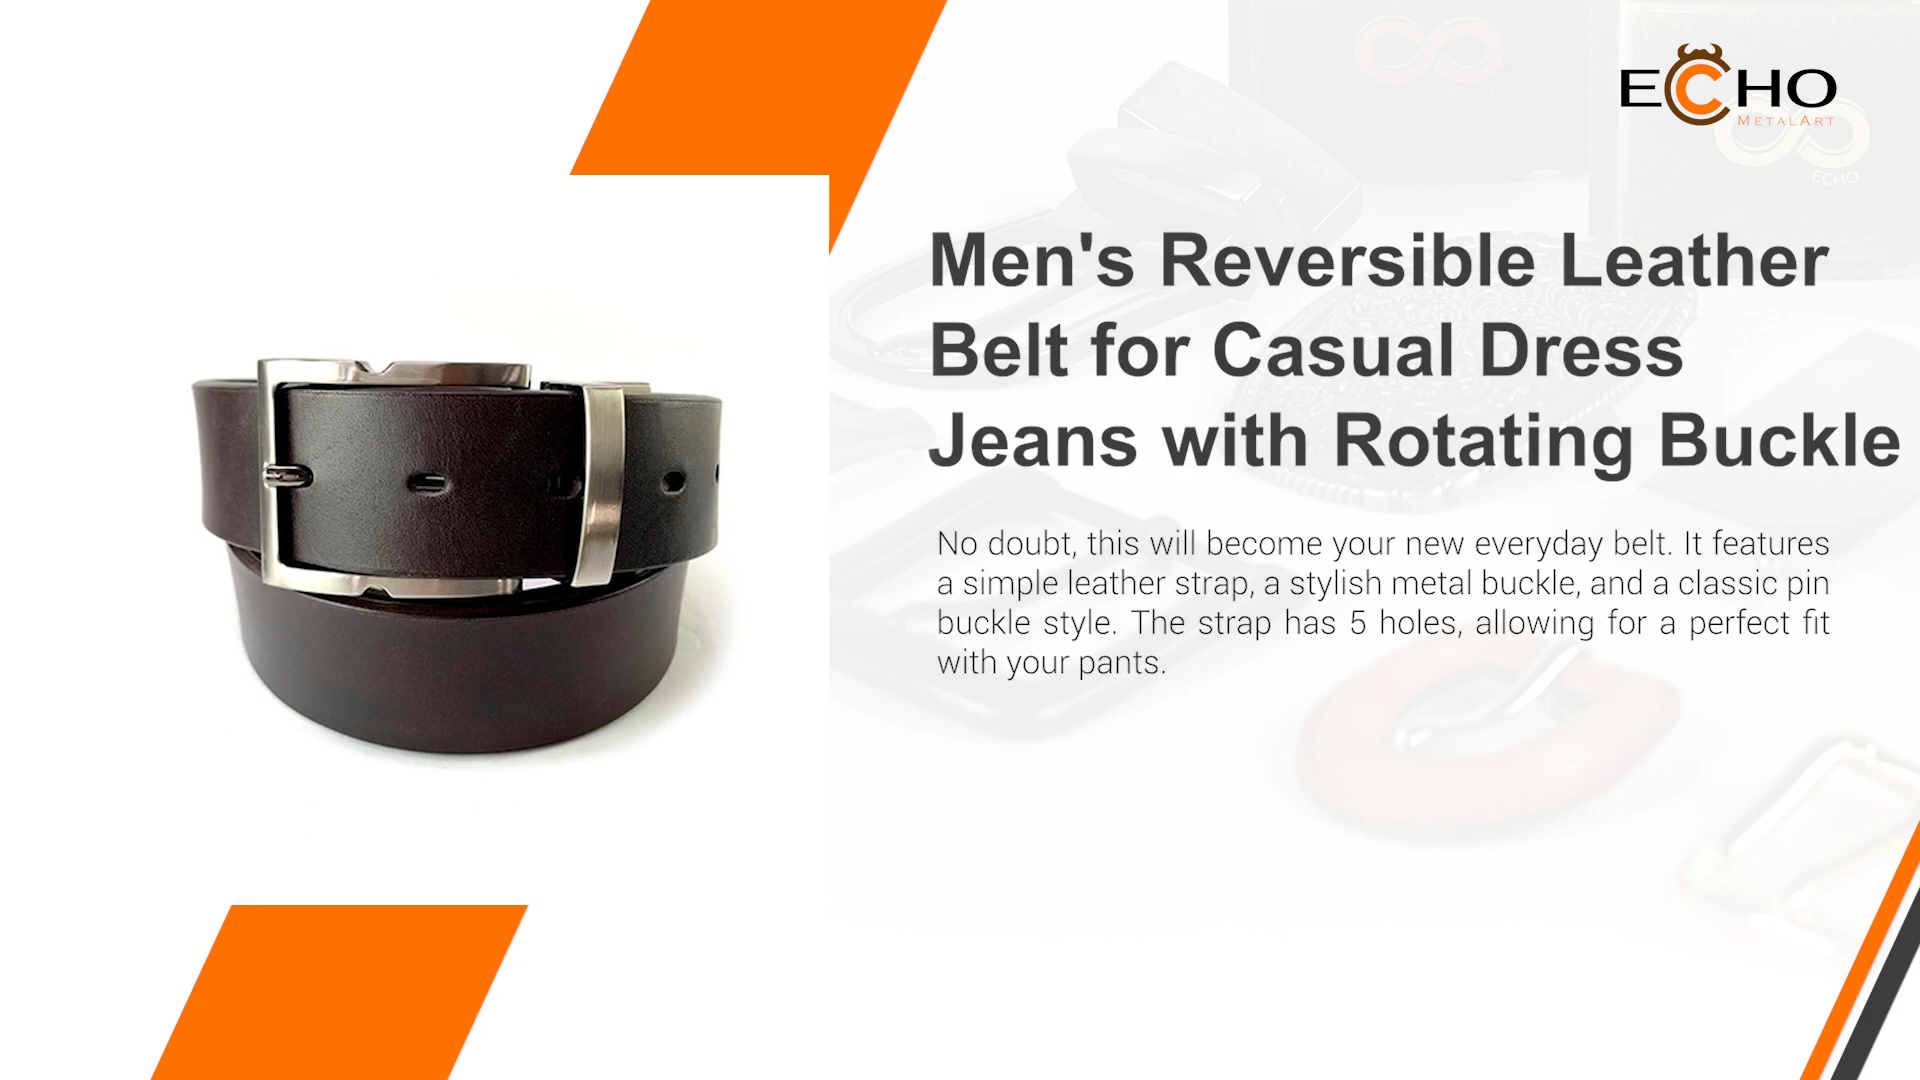 ECHO
METALART
ECHO
Men's Reversible Leather
Belt for Casual Dress
Jeans with Rotating Buckle
No doubt, this will become your new everyday belt. It features
a simple leather strap, a stylish metal buckle, and a classic pin
buckle style. The strap has 5 holes, allowing for a perfect fit
with your pants.